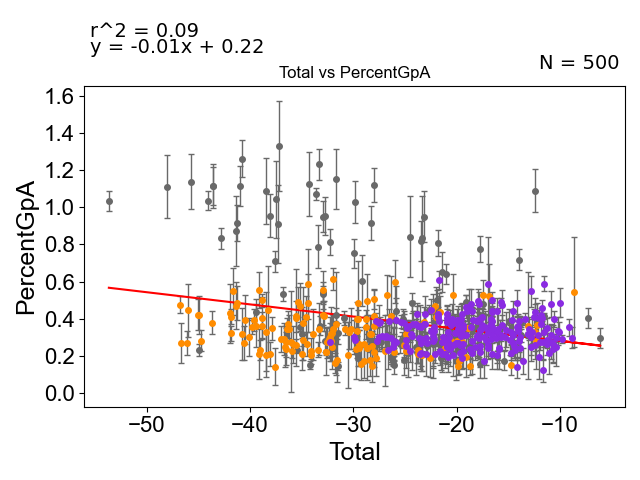 r^2 = 0.09
y = -0.01x + 0.22
N = 500
Total vs PercentGpA
1.6
1.4
1.2
1.0
0.8
0.6
0.4
0.2
0.0
PercentGpA
−50 −40 −30 −20 −10
Total